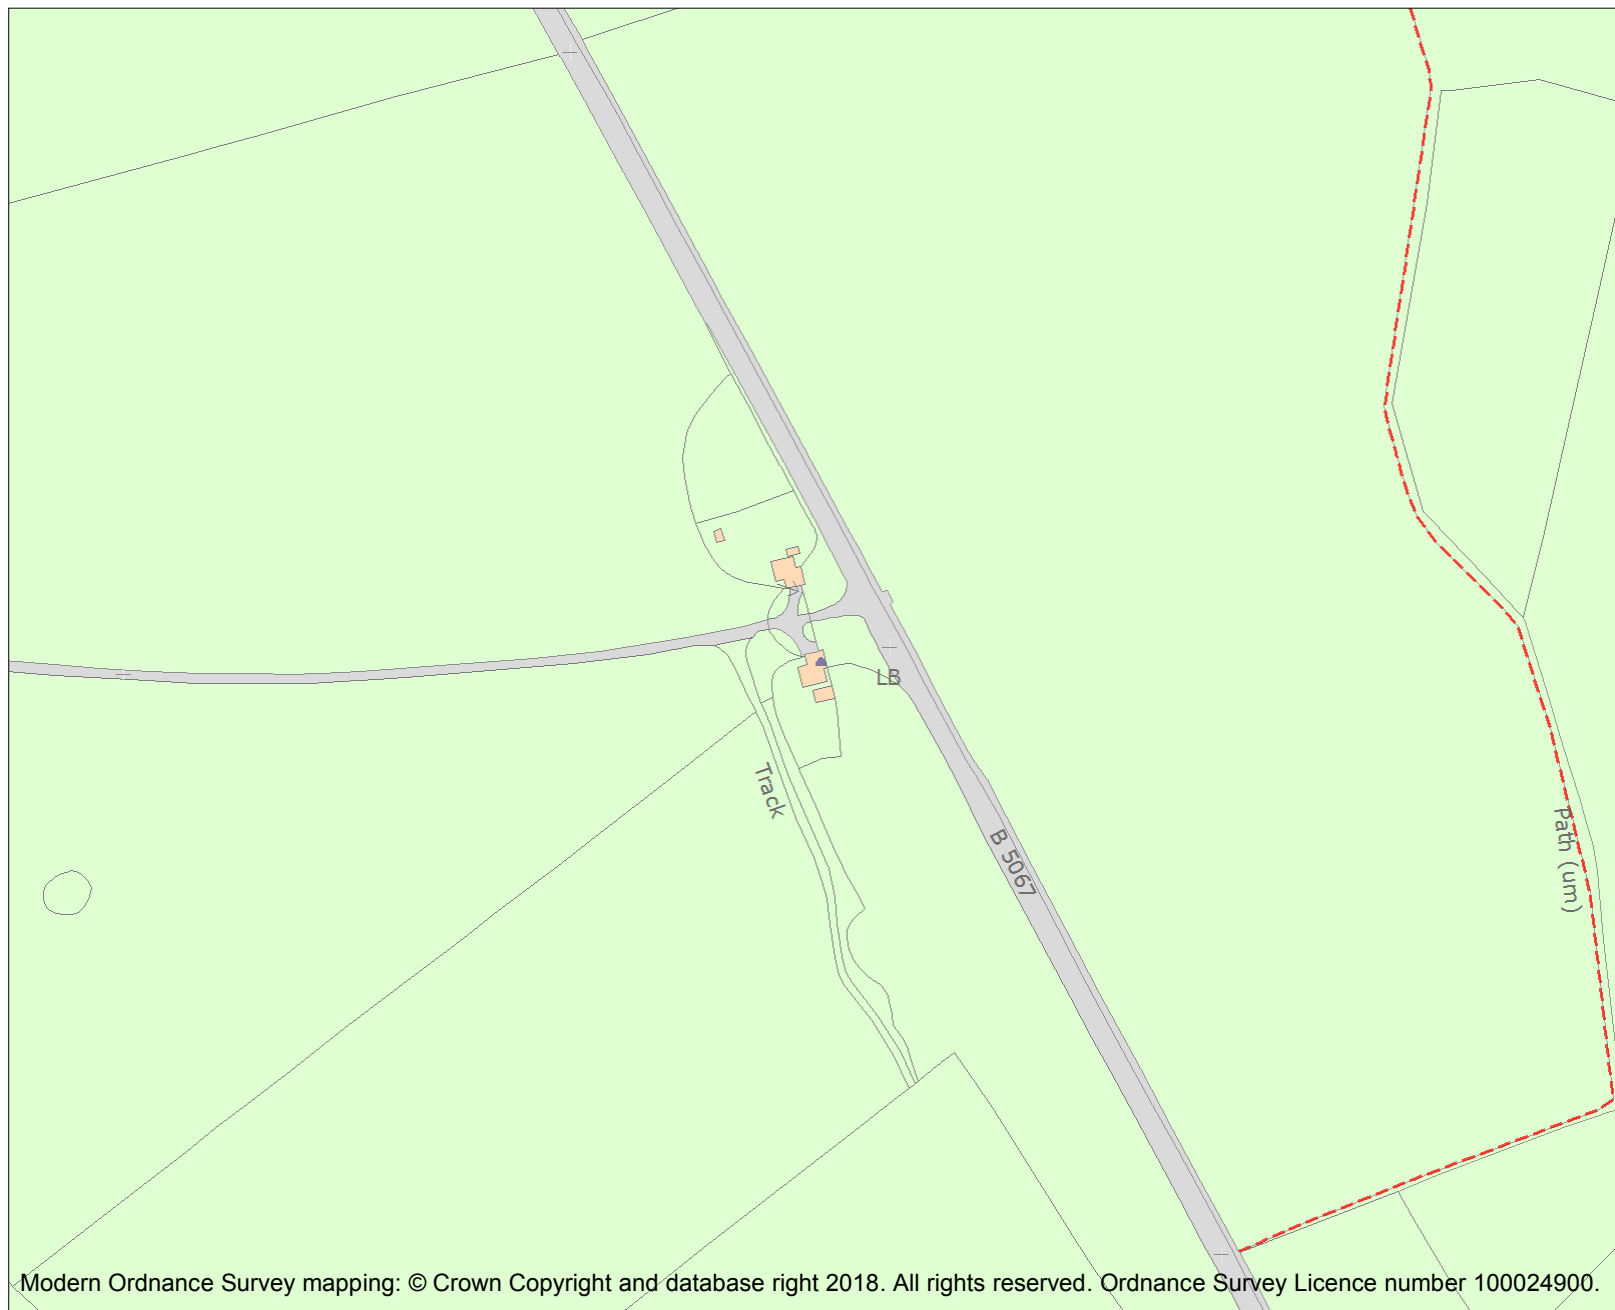 LB
Track
B 5067
Path (um)
Modern Ordnance Survey mapping: © Crown Copyright and database right 2018. All rights reserved. Ordnance Survey Licence number 100024900.